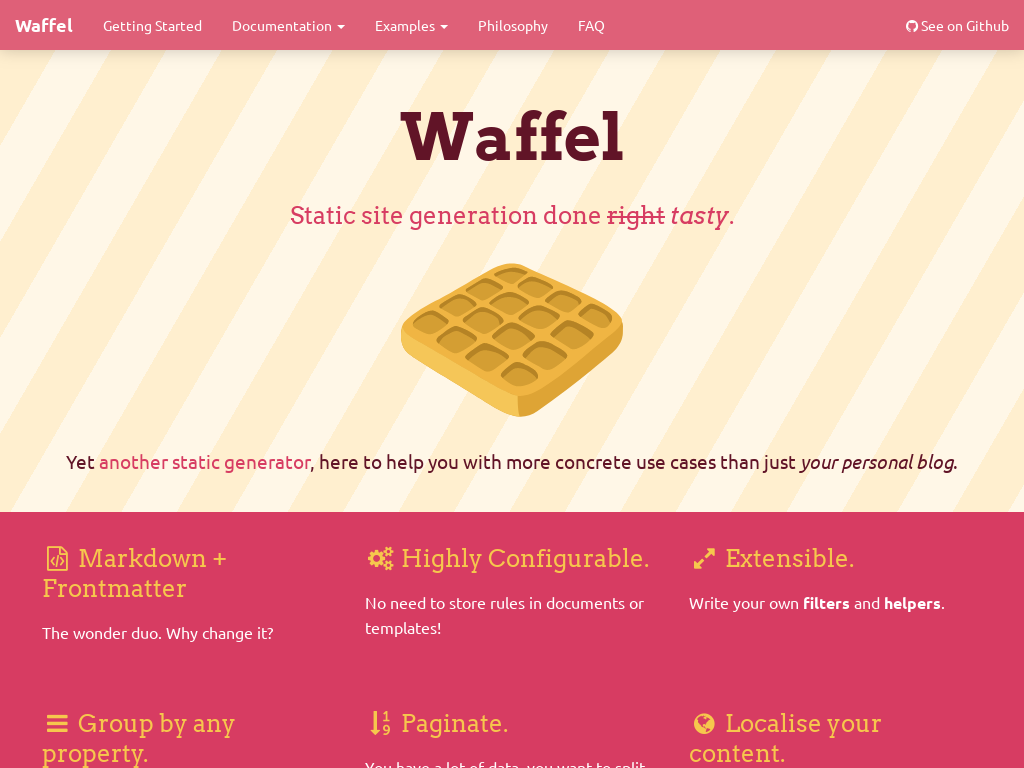 Waffel Getting Started Documentation Examples Philosophy FAQ See on Github
Waffel
Static site generation done right tasty.
Yet another static generator, here to help you with more concrete use cases than just your personal blog.
Markdown +
Frontmatter
The wonder duo. Why change it?
Highly Configurable.
No need to store rules in documents or
templates!
Extensible.
Write your own filters and helpers.
Group by any
property.
Paginate.
You have a lot of data, you want to split
Localise your
content.